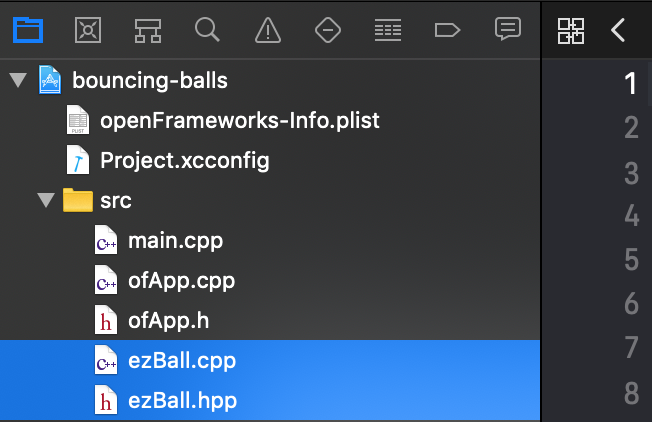 bouncing-balls
openFrameworks-Info.plist
Project.xcconfig
src
main.cpp
ofApp.cpp
ofApp.h
ezBall.cpp
ezBall.hpp
1
2
3
4
5
6
7
8